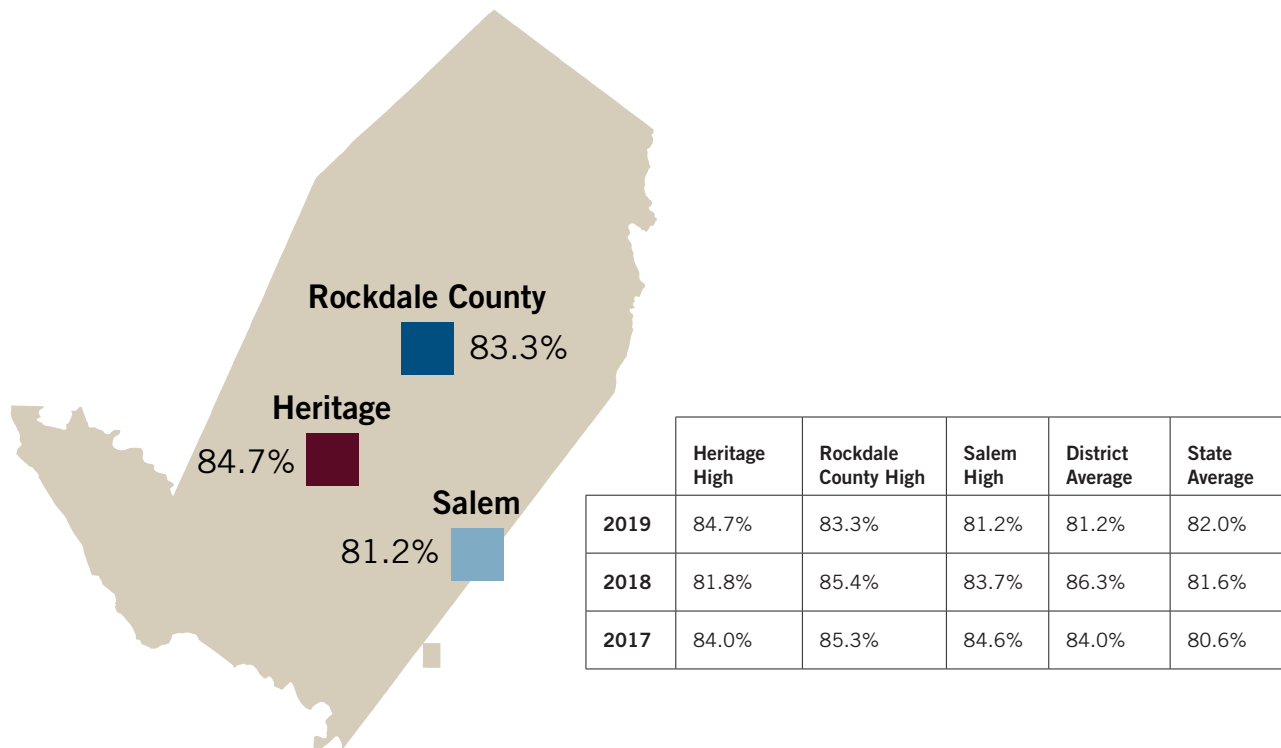 Rockdale County
83.3%
Heritage
84.7%
Salem
81.2%
Heritage High Rockdale County High Salem High District Average State Average
2019 84.7% 83.3% 81.2% 81.2% 82.0%
2018 81.8% 85.4% 83.7% 86.3% 81.6%
2017 84.0% 85.3% 84.6% 84.0% 80.6%